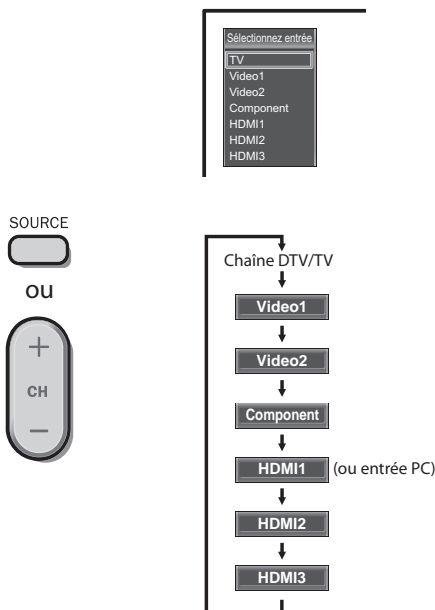 Sélectionnez entrée
TV
Video1
Video2
Component
HDMI1
HDMI2
HDMI3
SOURCE
ou
+
CH
−
Chaîne DTV/TV
Video1
Video2
Component
HDMI1 (ou entrée PC)
HDMI2
HDMI3